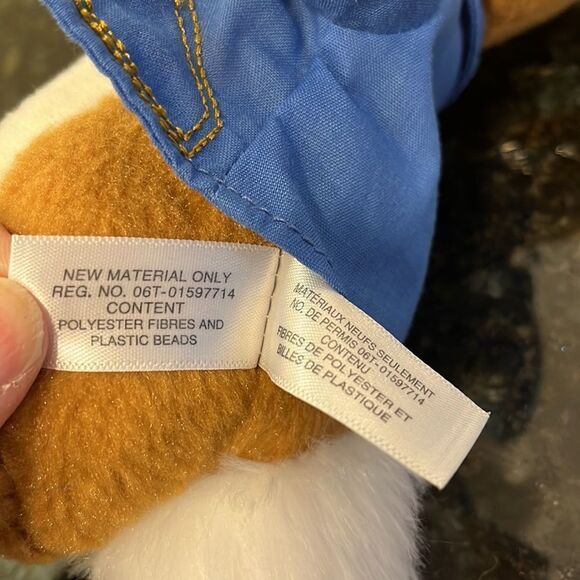 NEW MATERIAL ONLY
REG. NO. 06T-01597714
CONTENT
POLYESTER FIBRES AND
PLASTIC BEADS
MATERIAUX NEUFS SEULEMENT
NO. DE PERMIS 06T-01597714
CONTENU
FIBRES DE POLYESTER ET
BILLES DE PLASTIQUE